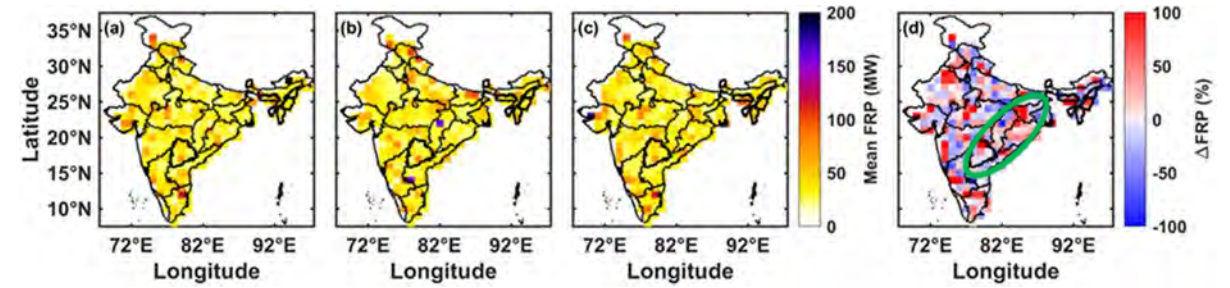 (a) (b) (c) (d)
Latitude
35°N
30°N
25°N
20°N
15°N
10°N
72°E 82°E 92°E
72°E 82°E 92°E
72°E 82°E 92°E
72°E 82°E 92°E
Longitude Longitude Longitude Longitude
200
150
100
50
0
Mean FRP (MW)
100
50
0
-50
-100
ΔFRP (%)